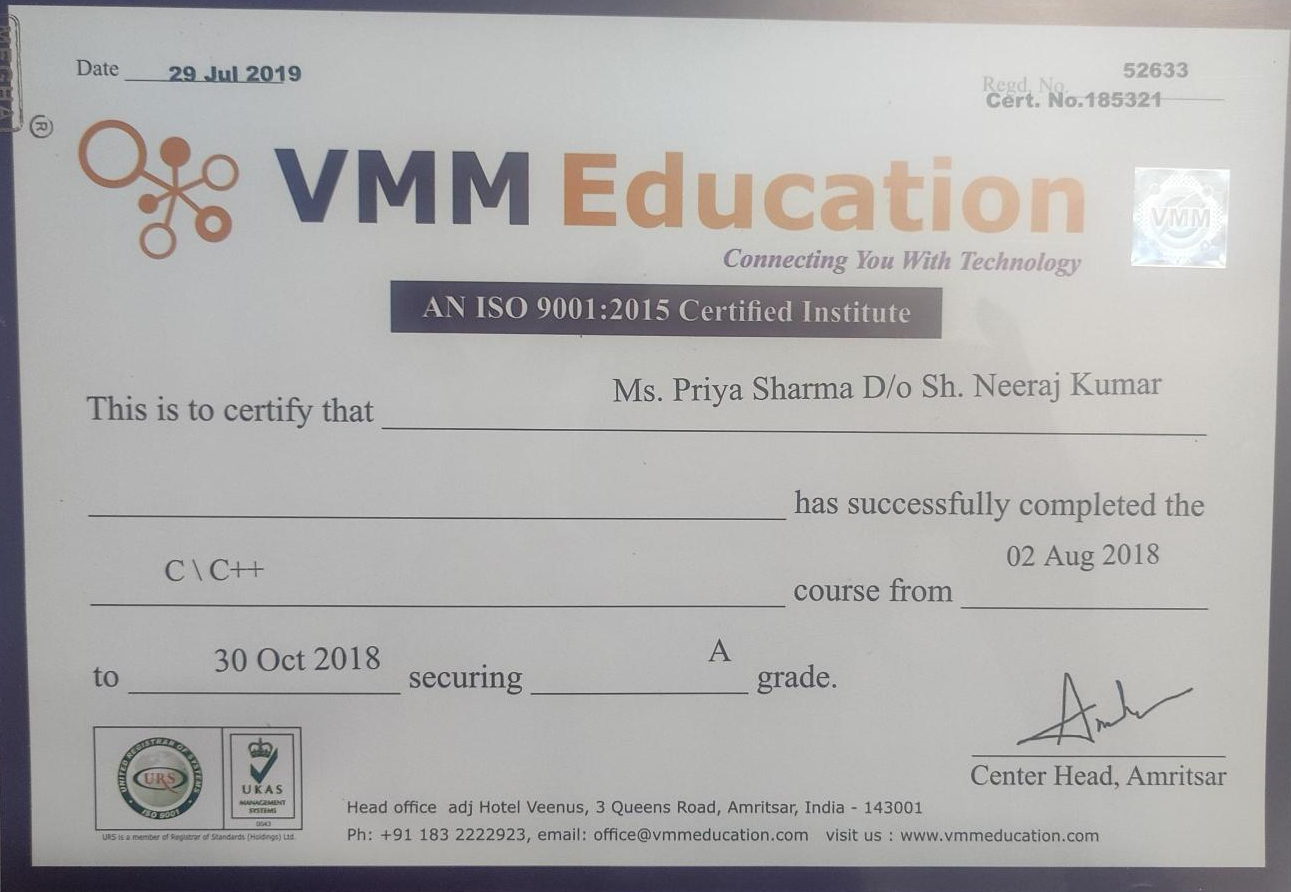 Date 29 Jul 2019
52633
Regd. No.
Cert. No.185321
MEGHA
®
VMM Education
VMM
Connecting You With Technology
AN ISO 9001:2015 Certified Institute
Ms. Priya Sharma D/o Sh. Neeraj Kumar
This is to certify that
has successfully completed the
C\C++
02 Aug 2018
course from
30 Oct 2018
A
to securing grade.
UNITED REGISTRAR OF SYSTEMS
URS
ISO 9001
UKAS
MANAGEMENT
SYSTEMS
0043
URS is a member of Registrar of Standards (Holdings) Ltd.
Center Head, Amritsar
Head office adj Hotel Veenus, 3 Queens Road, Amritsar, India - 143001
Ph: +91 183 2222923, email: office@vmmeducation.com visit us : www.vmmeducation.com